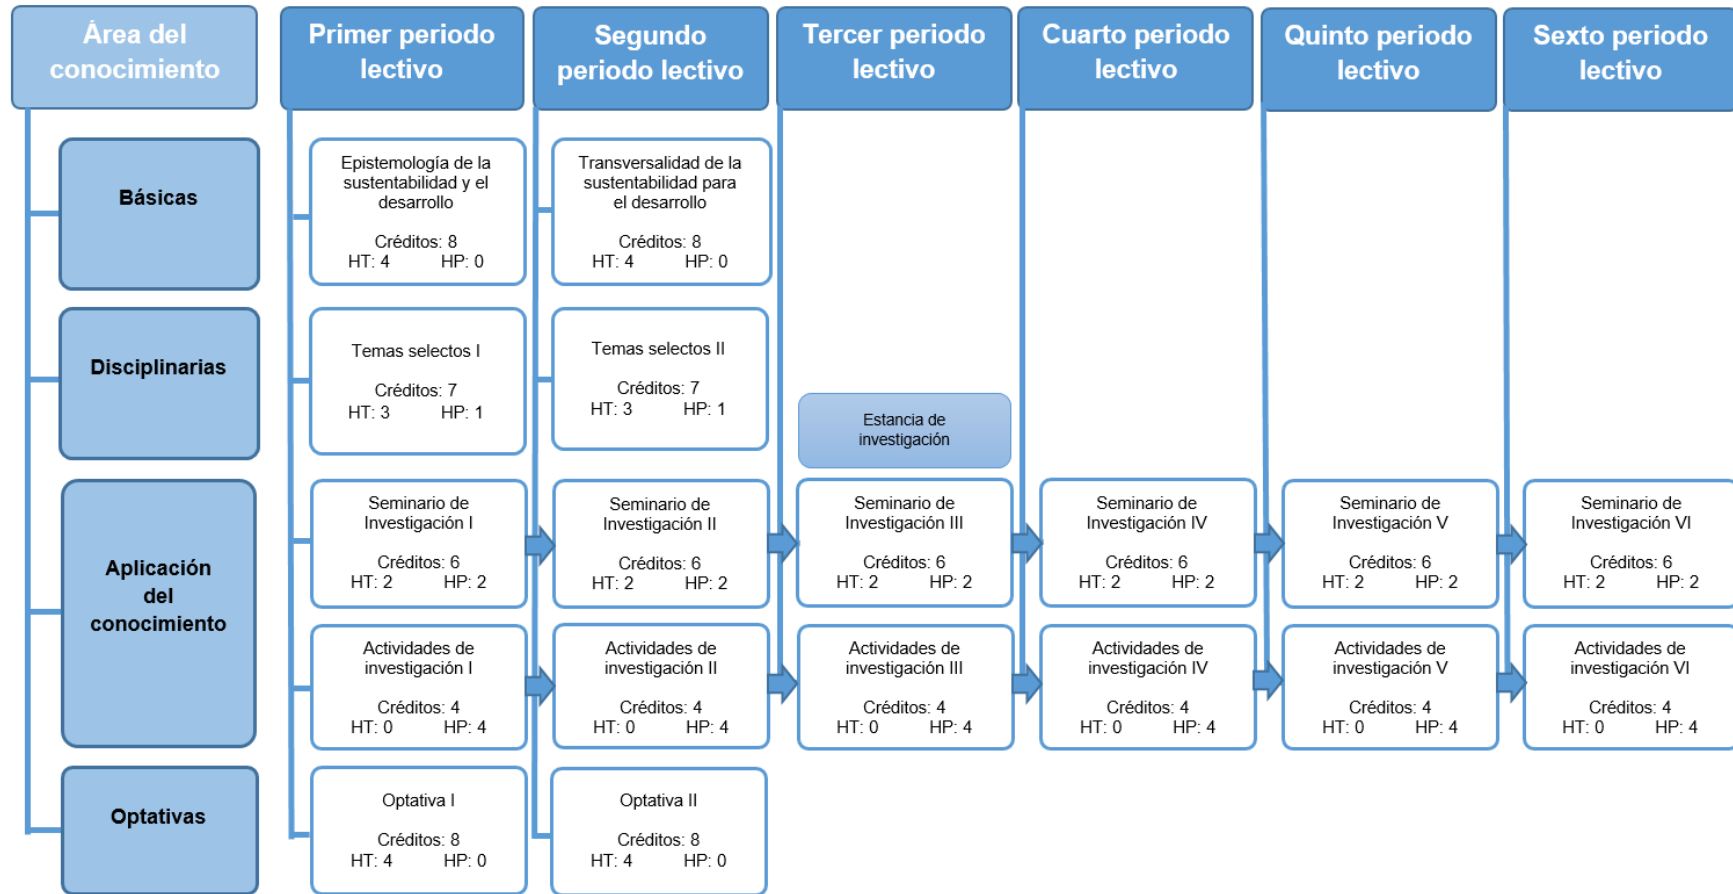 Área del
conocimiento
Primer periodo
lectivo
Segundo
periodo lectivo
Tercer periodo
lectivo
Cuarto periodo
lectivo
Quinto periodo
lectivo
Sexto periodo
lectivo
Básicas
Epistemología de la
sustentabilidad y el
desarrollo
Créditos: 8
HT: 4 HP: 0
Transversalidad de la
sustentabilidad para
el desarrollo
Créditos: 8
HT: 4 HP: 0
Disciplinarias
Temas selectos I
Créditos: 7
HT: 3 HP: 1
Temas selectos II
Créditos: 7
HT: 3 HP: 1
Estancia de
investigación
Aplicación
del
conocimiento
Seminario de
Investigación I
Créditos: 6
HT: 2 HP: 2
Seminario de
Investigación II
Créditos: 6
HT: 2 HP: 2
Seminario de
Investigación III
Créditos: 6
HT: 2 HP: 2
Seminario de
Investigación IV
Créditos: 6
HT: 2 HP: 2
Seminario de
Investigación V
Créditos: 6
HT: 2 HP: 2
Seminario de
Investigación VI
Créditos: 6
HT: 2 HP: 2
Actividades de
investigación I
Créditos: 4
HT: 0 HP: 4
Actividades de
investigación II
Créditos: 4
HT: 0 HP: 4
Actividades de
investigación III
Créditos: 4
HT: 0 HP: 4
Actividades de
investigación IV
Créditos: 4
HT: 0 HP: 4
Actividades de
investigación V
Créditos: 4
HT: 0 HP: 4
Actividades de
investigación VI
Créditos: 4
HT: 0 HP: 4
Optativas
Optativa I
Créditos: 8
HT: 4 HP: 0
Optativa II
Créditos: 8
HT: 4 HP: 0